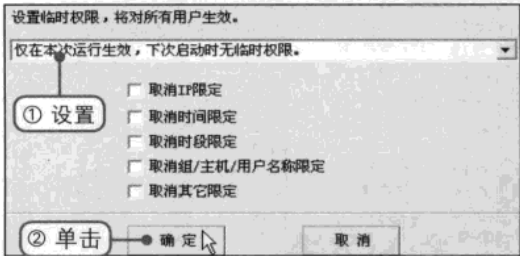 设置临时权限，将对所有用户生效。
仅在本次运行生效，下次启动时无临时权限。
① 设置
取消IP限定
取消时间限定
取消时段限定
取消组/主机/用户名称限定
取消其它限定
② 单击
确 定
取 消